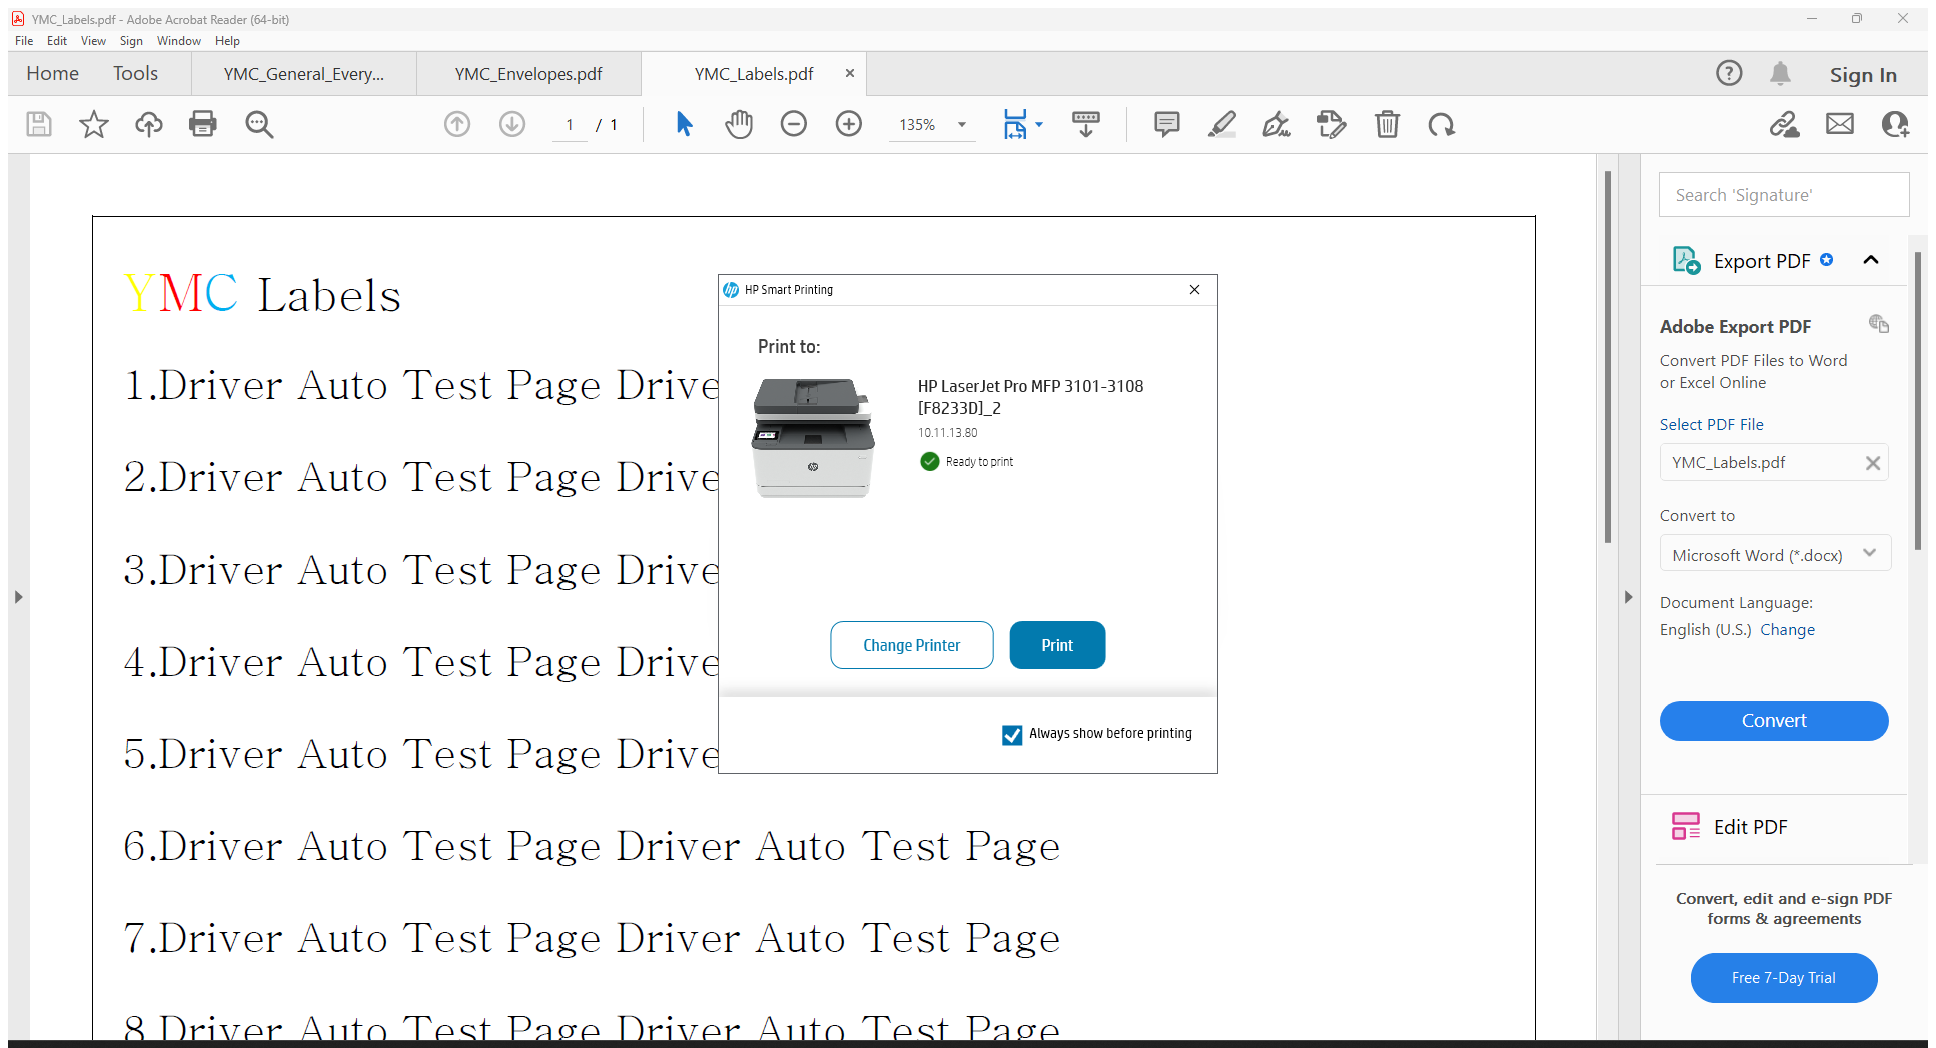 YMC_Labels.pdf - Adobe Acrobat Reader (64-bit)
File Edit View Sign Window Help
Home Tools YMC_General_Every... YMC_Envelopes.pdf YMC_Labels.pdf Sign In
1 / 1 135%
YMC Labels
1.Driver Auto Test Page Drive
2.Driver Auto Test Page Drive
3.Driver Auto Test Page Drive
4.Driver Auto Test Page Drive
5.Driver Auto Test Page Drive
6.Driver Auto Test Page Driver Auto Test Page
7.Driver Auto Test Page Driver Auto Test Page
8.Driver Auto Test Page Driver Auto Test Page
HP Smart Printing
Print to:
HP LaserJet Pro MFP 3101-3108
[F8233D]_2
10.11.13.80
Ready to print
Change Printer Print
Always show before printing
Search 'Signature'
Export PDF
Adobe Export PDF
Convert PDF Files to Word
or Excel Online
Select PDF File
YMC_Labels.pdf
Convert to
Microsoft Word (*.docx)
Document Language:
English (U.S.) Change
Convert
Edit PDF
Convert, edit and e-sign PDF
forms & agreements
Free 7-Day Trial